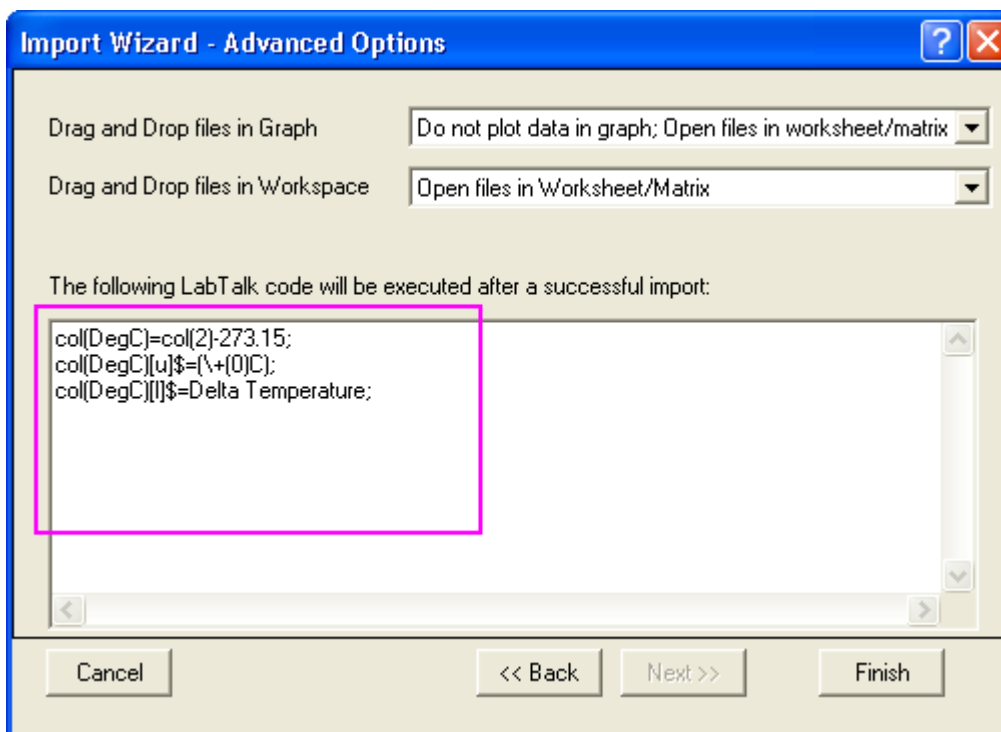 Import Wizard - Advanced Options
Drag and Drop files in Graph
Do not plot data in graph; Open files in worksheet/matrix
Drag and Drop files in Workspace
Open files in Worksheet/Matrix
The following LabTalk code will be executed after a successful import:
col(DegC)=col(2)-273.15;
col(DegC)[u]$=(\+(0)C);
col(DegC)[l]$=Delta Temperature;
Cancel
<< Back
Next >>
Finish